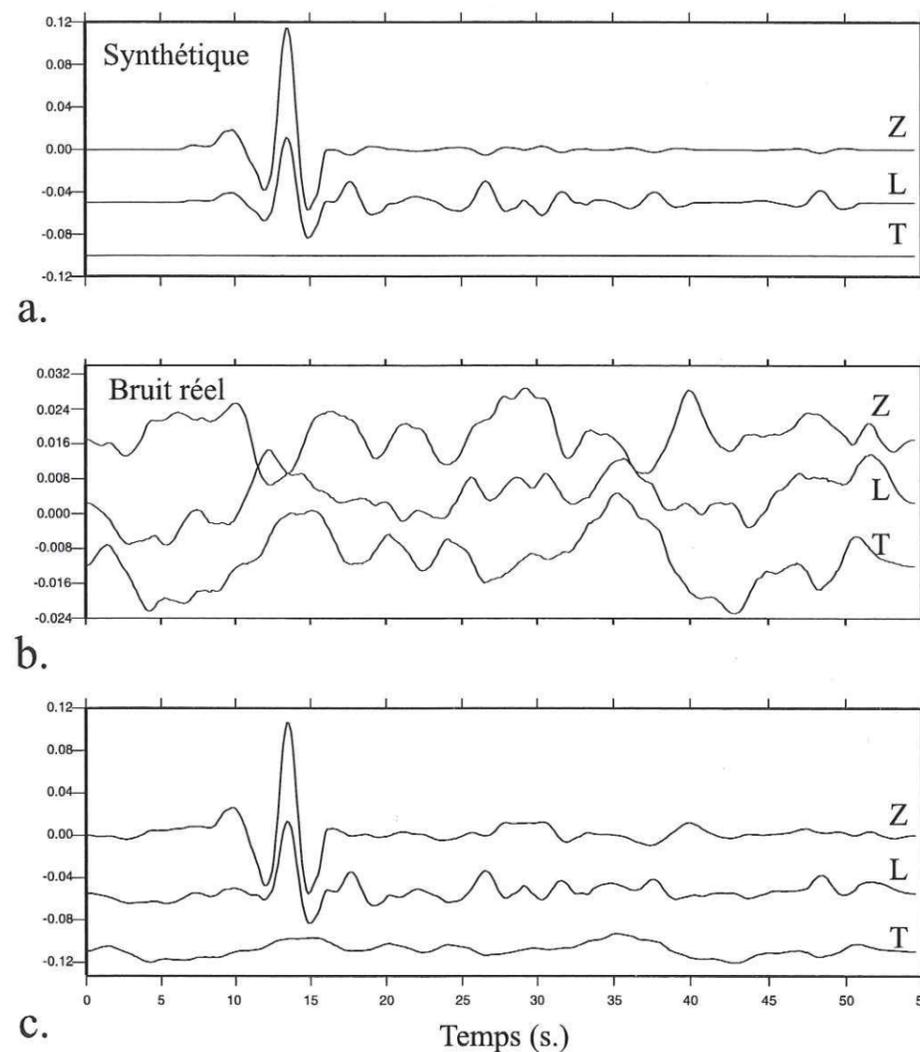 0.12
Synthétique
0.08
0.04
0.00
Z
-0.04
L
-0.08
T
-0.12
a.
0.032
Bruit réel
0.024
Z
0.016
0.008
L
0.000
-0.008
T
-0.016
-0.024
b.
0.12
0.08
0.04
0.00
Z
-0.04
L
-0.08
T
-0.12
0 5 10 15 20 25 30 35 40 45 50
c.
Temps (s.)